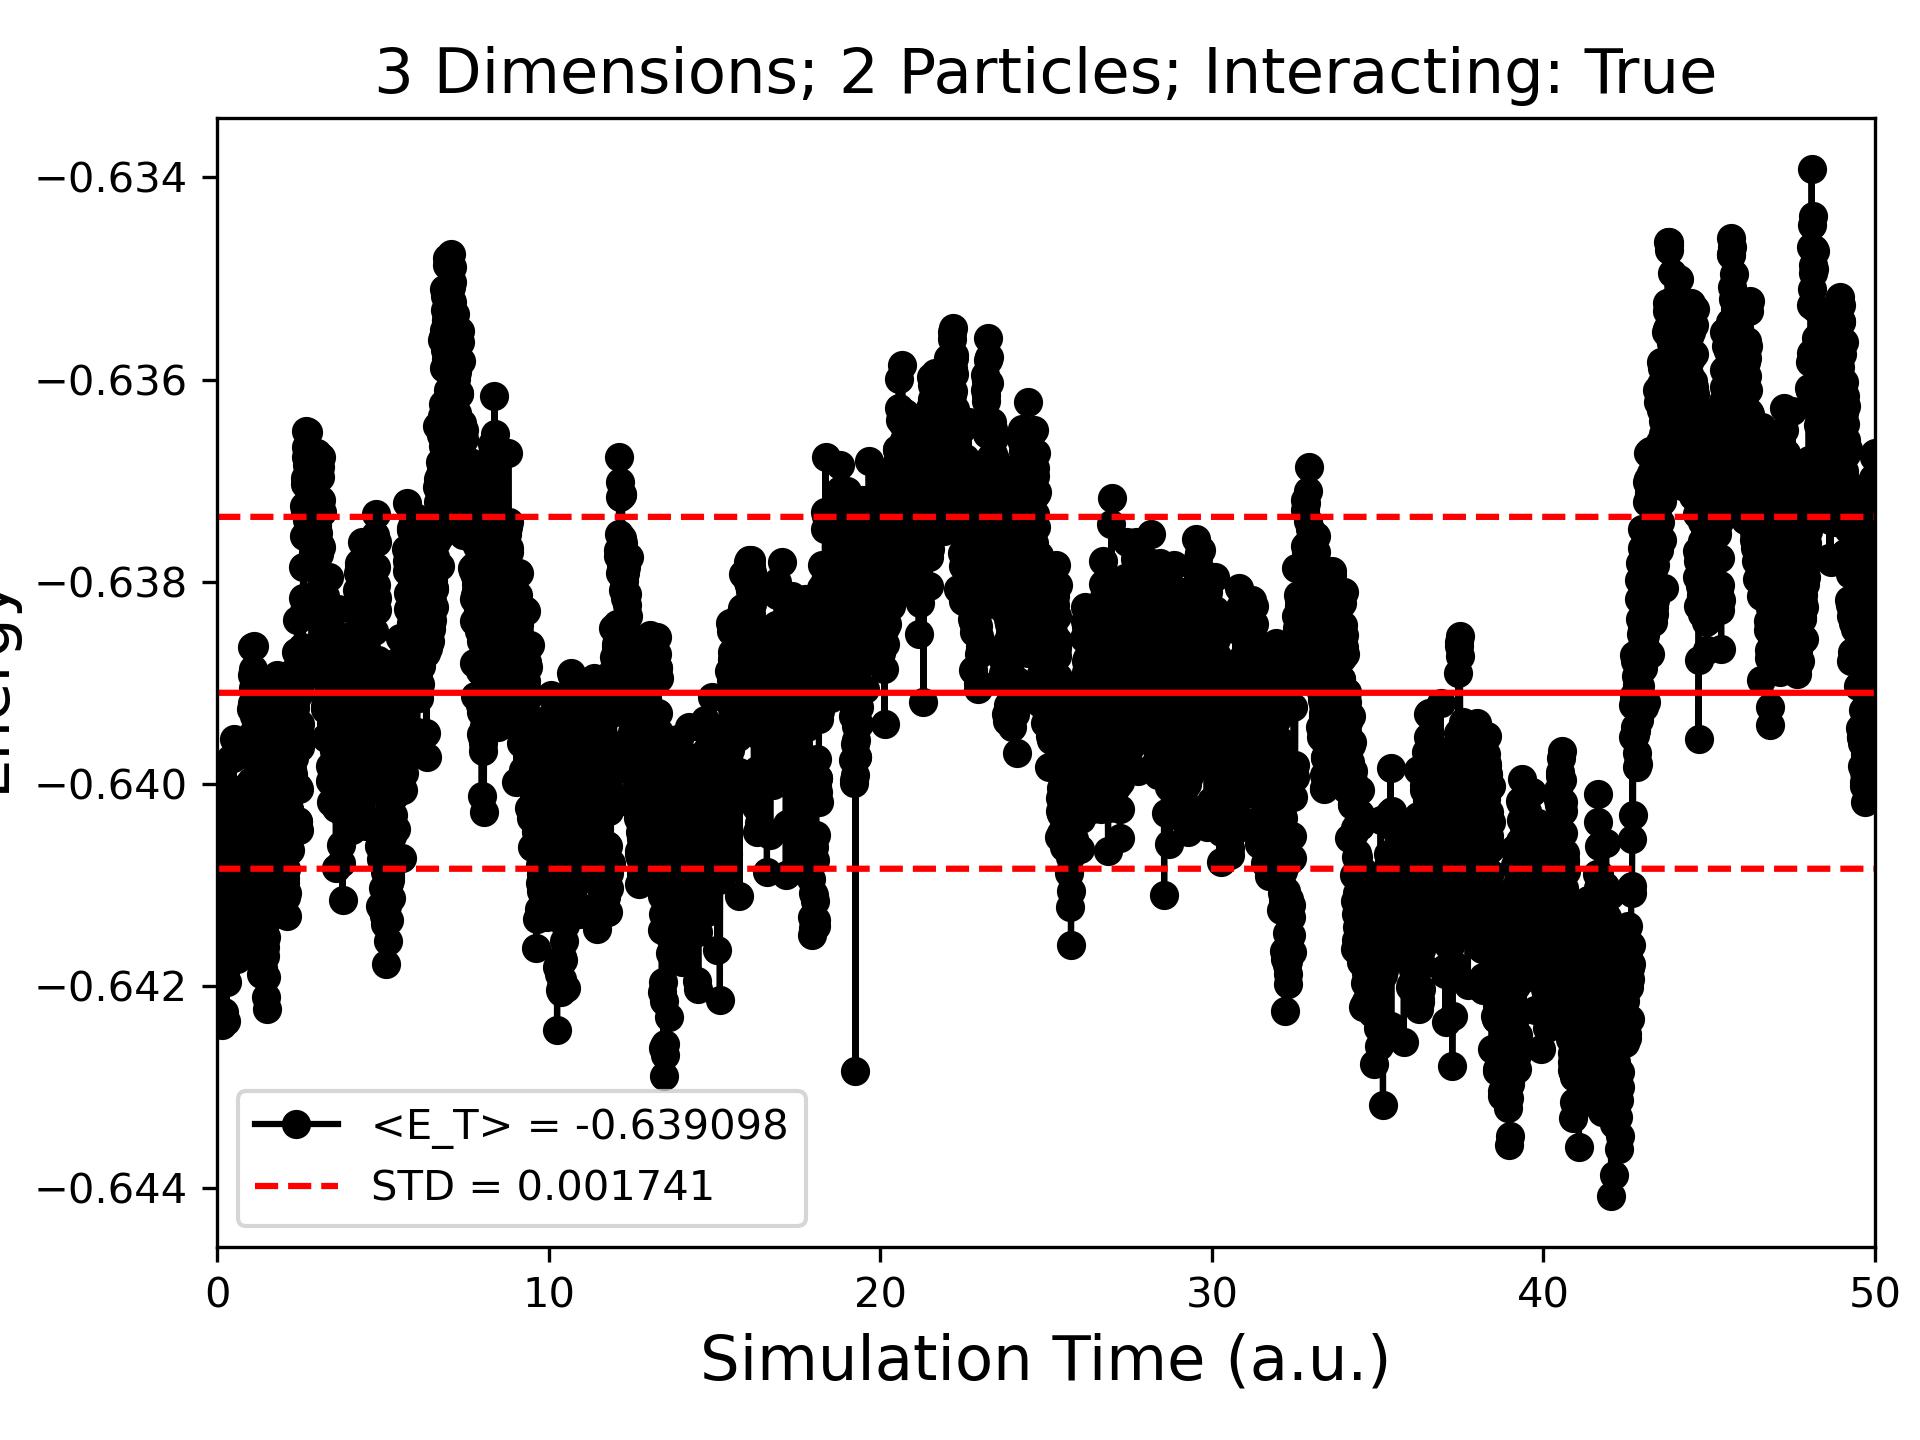 3 Dimensions; 2 Particles; Interacting: True
−0.634
−0.636
−0.638
−0.640
−0.642
−0.644
Energy
<E_T> = -0.639098
STD = 0.001741
0 10 20 30 40 50
Simulation Time (a.u.)